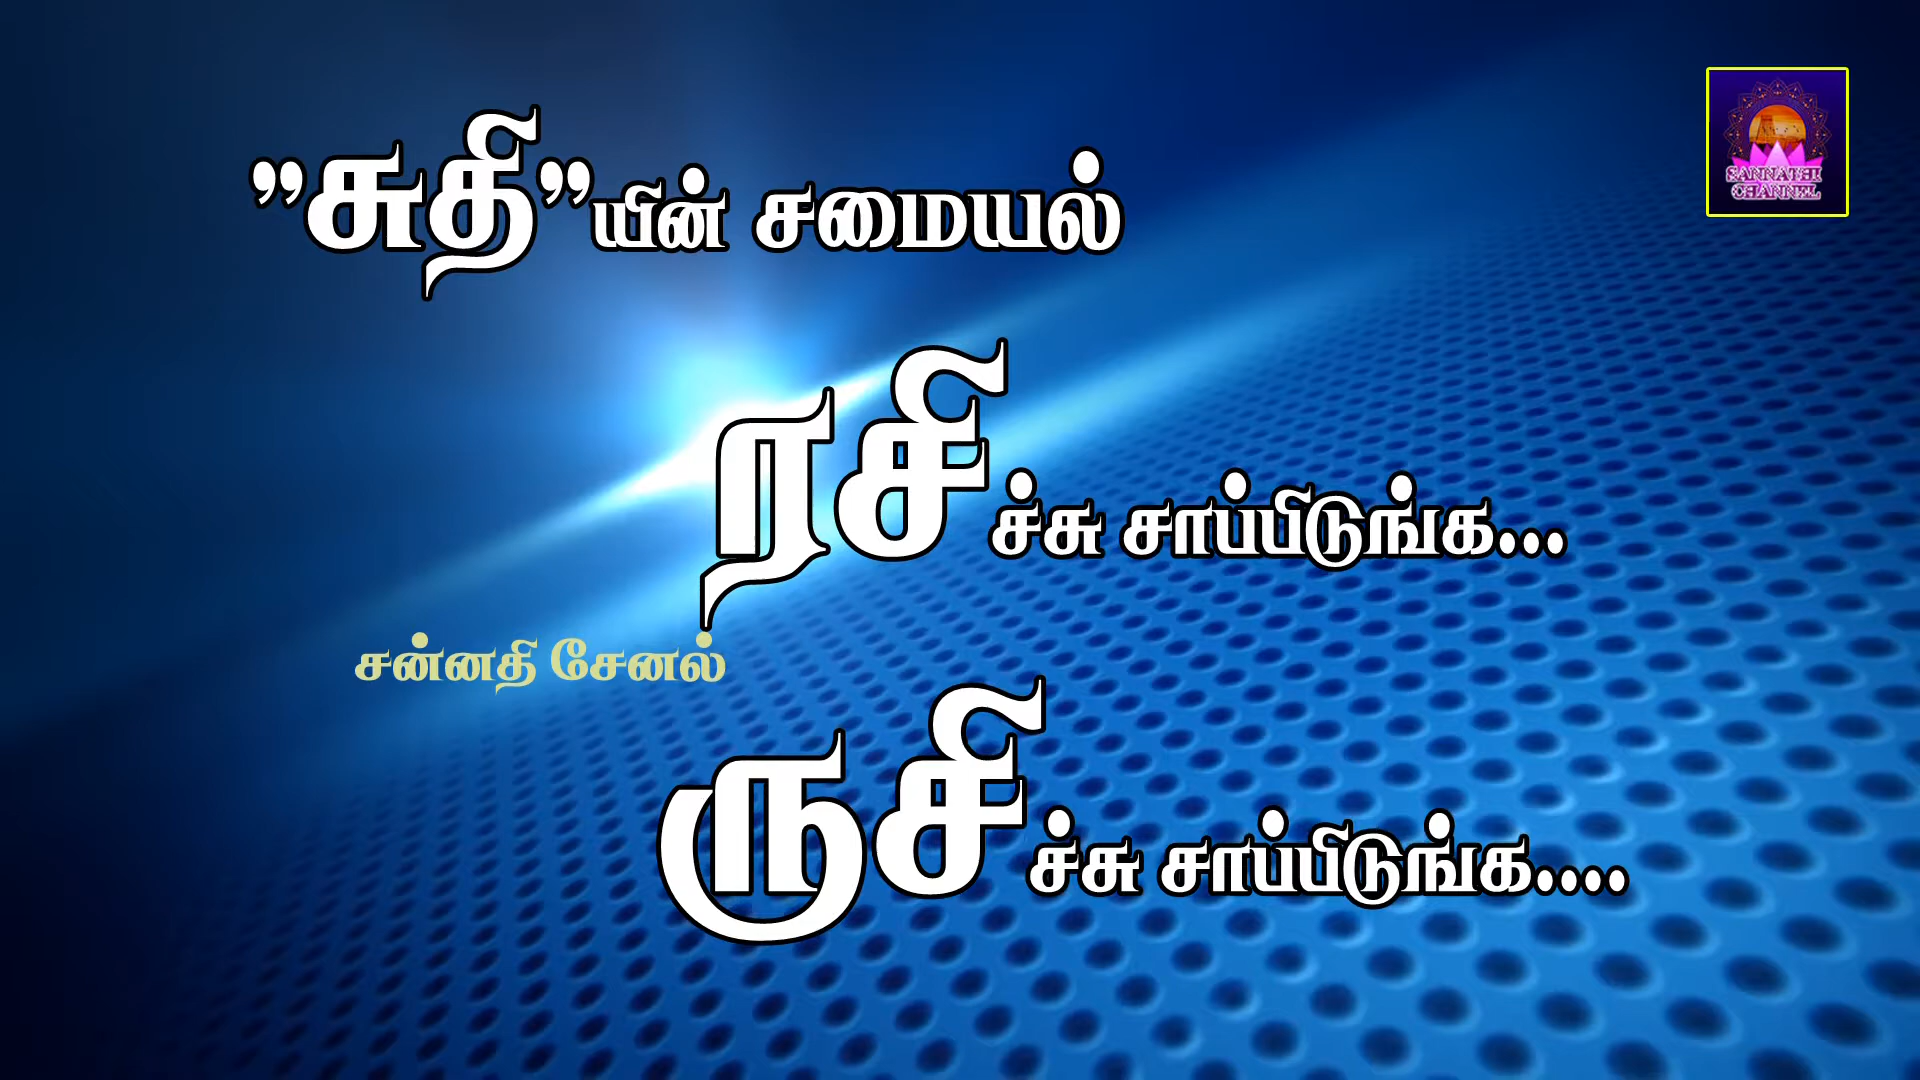 ”சுதி”யின் சமையல்
SANNATHI
CHANNEL
ரசிச்சு சாப்பிடுங்க...
சன்னதி சேனல்
ருசிச்சு சாப்பிடுங்க....